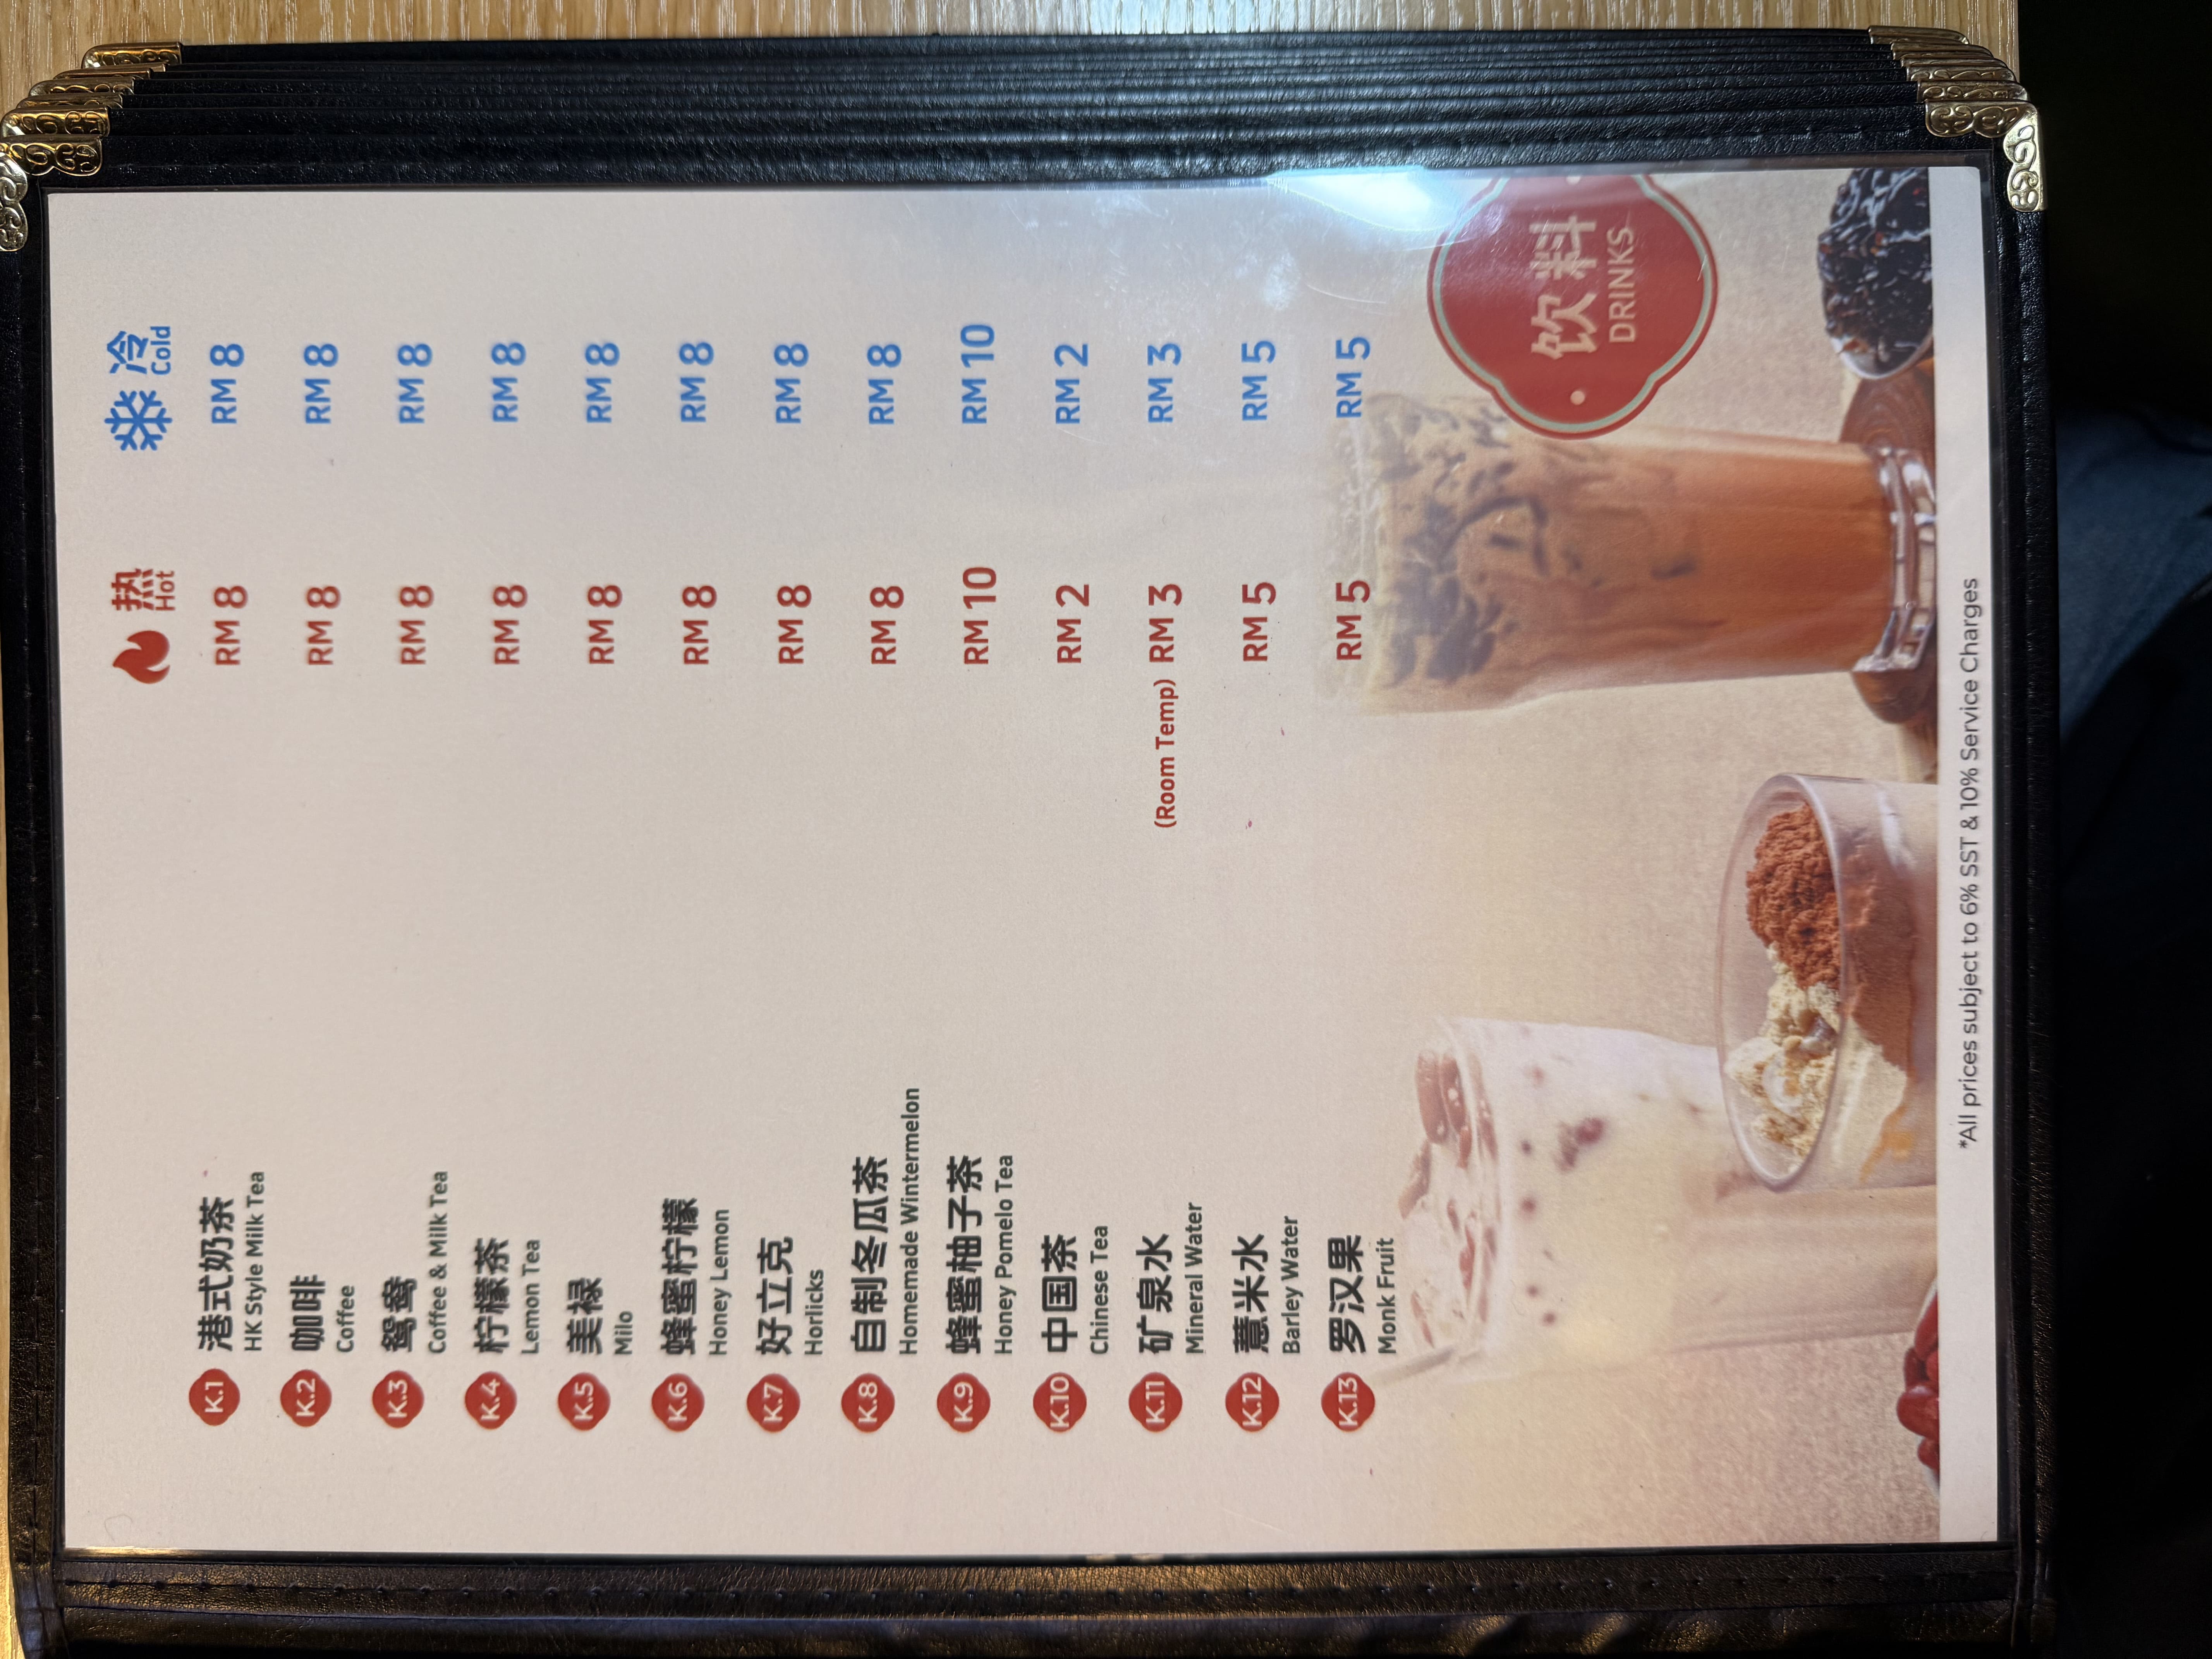 热 冷
Hot Cold
K.1 港式奶茶 RM 8 RM 8
HK Style Milk Tea
K.2 咖啡 RM 8 RM 8
Coffee
K.3 鸳鸯 RM 8 RM 8
Coffee & Milk Tea
K.4 柠檬茶 RM 8 RM 8
Lemon Tea
K.5 美禄 RM 8 RM 8
Milo
K.6 蜂蜜柠檬 RM 8 RM 8
Honey Lemon
K.7 好立克 RM 8 RM 8
Horlicks
K.8 自制冬瓜茶 RM 8 RM 8
Homemade Wintermelon
K.9 蜂蜜柚子茶 RM 10 RM 10
Honey Pomelo Tea
K.10 中国茶 RM 2 RM 2
Chinese Tea
K.11 矿泉水 (Room Temp) RM 3 RM 3
Mineral Water
K.12 薏米水 RM 5 RM 5
Barley Water
K.13 罗汉果 RM 5 RM 5
Monk Fruit
饮料
DRINKS
*All prices subject to 6% SST & 10% Service Charges